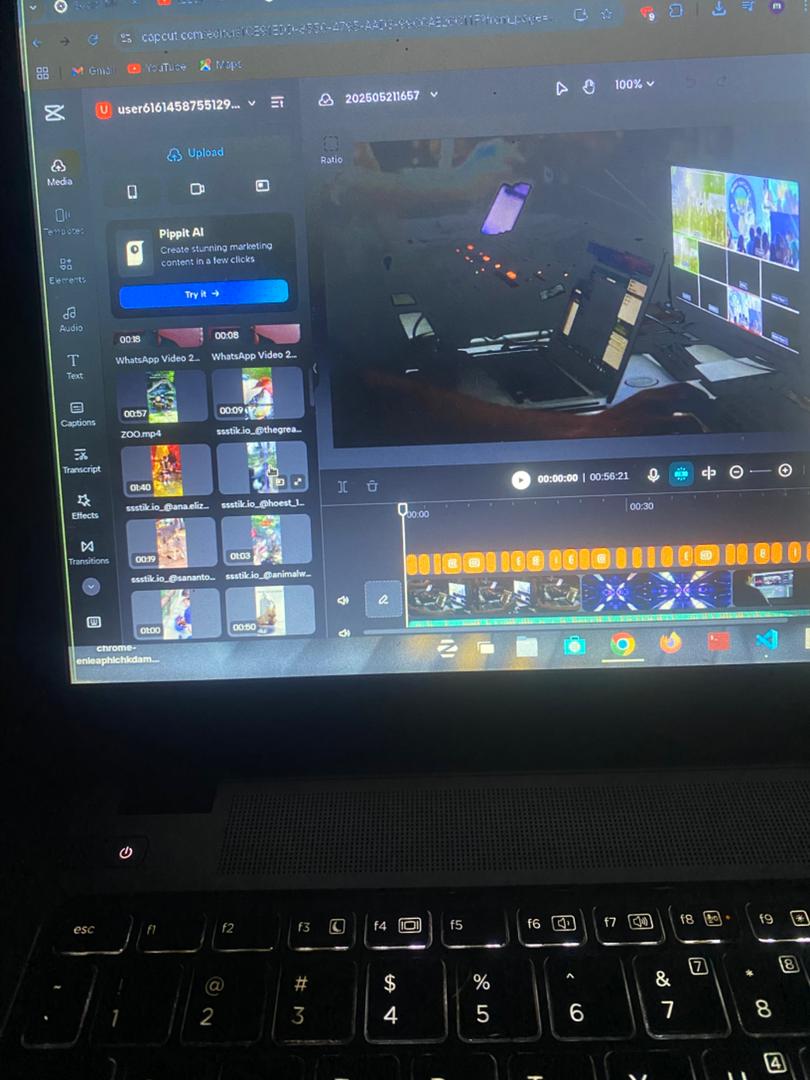 Gmail
YouTube
Maps
user6161458755129...
202505211657
100%
Upload
Ratio
Media
Templates
Elements
Audio
Text
Captions
Transcript
Effects
Transitions
Pippit AI
Create stunning marketing
content in a few clicks
Try it →
00:18
00:08
WhatsApp Video 2...
WhatsApp Video 2...
00:57
00:09
ZOO.mp4
ssstik.io_@thegrea...
01:40
ssstik.io_@ana.eliz...
ssstik.io_@hoest_1...
00:19
01:03
ssstik.io_@sananto...
ssstik.io_@animalw...
01:00
00:50
00:00:00 | 00:56:21
00:00
00:30
chrome-
enleaphlchkdam...
esc
f1
f2
f3
f4
f5
f6
f7
f8
f9
~
!
@
#
$
%
^
&
7
*
8
`
1
2
3
4
5
6
7
8
4